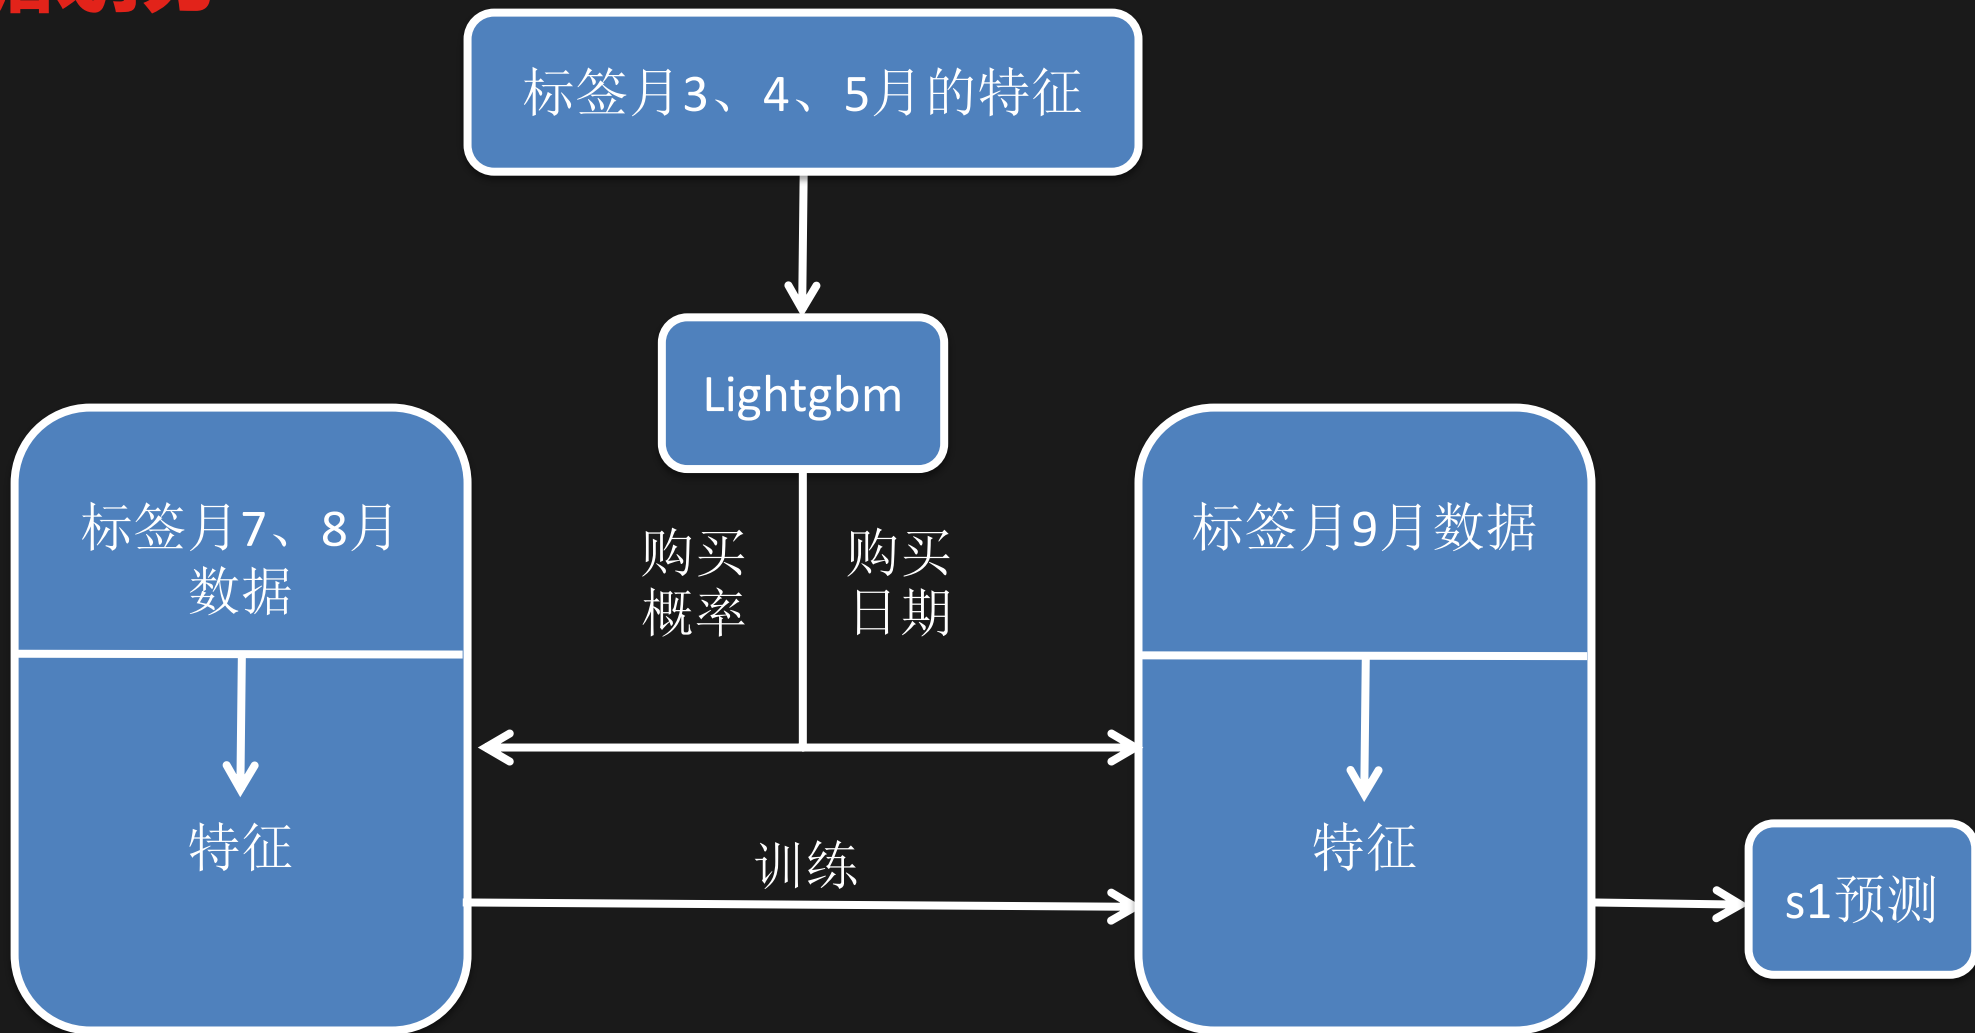 标签月3、4、5月的特征
Lightgbm
标签月7、8月
数据
特征
购买
概率
购买
日期
训练
标签月9月数据
特征
s1预测